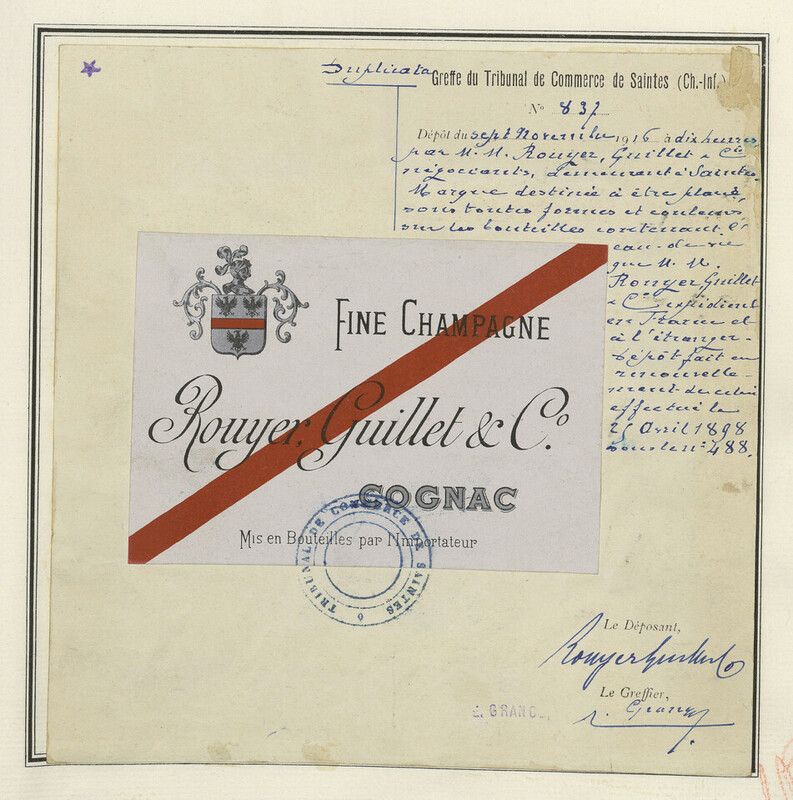 Duplicata
Greffe du Tribunal de Commerce de Saintes (Ch.-Inf.)
N° 837
Dépôt du sept Novembre 1916 à dix heures
par M.M. Rouyer, Guillet & Cie
négociants, demeurant à Saintes.
Marque destinée à être placée,
sous toutes formes et couleurs,
sur les bouteilles contenant l'
eau-de-vie
que M.M.
Rouyer, Guillet
& Cie expédient
en France et
à l'étranger.-
Dépôt fait en
renouvelle-
ment de celui
effectué le
25 Avril 1898
sous le n° 488.
FINE CHAMPAGNE
Rouyer, Guillet & Co.
COGNAC
MIS EN BOUTEILLES PAR L'IMPORTATEUR
TRIBUNAL DE COMMERCE DE SAINTES
Le Déposant,
Rouyer Guillet & Co
Le Greffier,
E. GRANGE